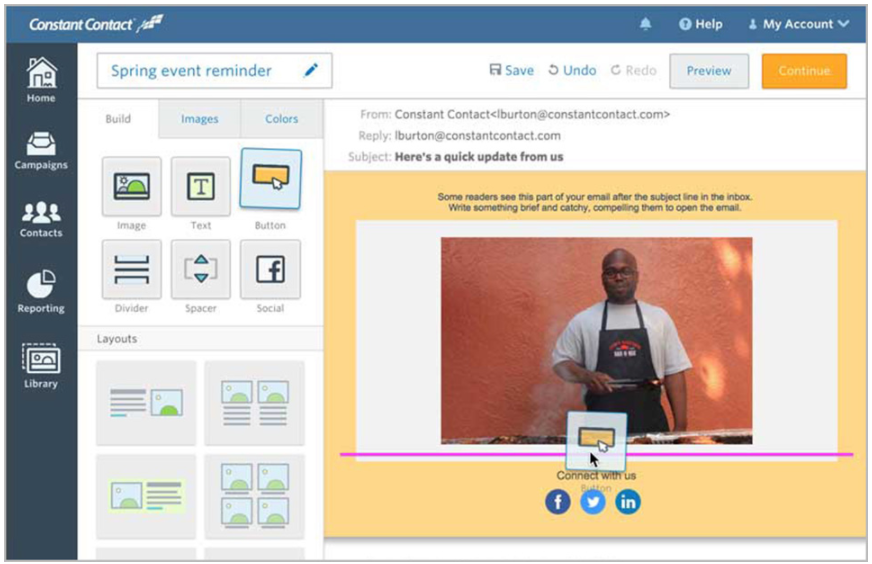 Constant Contact
Help
My Account
Home
Campaigns
Contacts
Reporting
Library
Spring event reminder
Save
Undo
Redo
Preview
Continue
Build
Images
Colors
Image
Text
Button
Divider
Spacer
Social
Layouts
From: Constant Contact<lburton@constantcontact.com>
Reply: lburton@constantcontact.com
Subject: Here's a quick update from us
Some readers see this part of your email after the subject line in the inbox.
Write something brief and catchy, compelling them to open the email.
Connect with us
Button